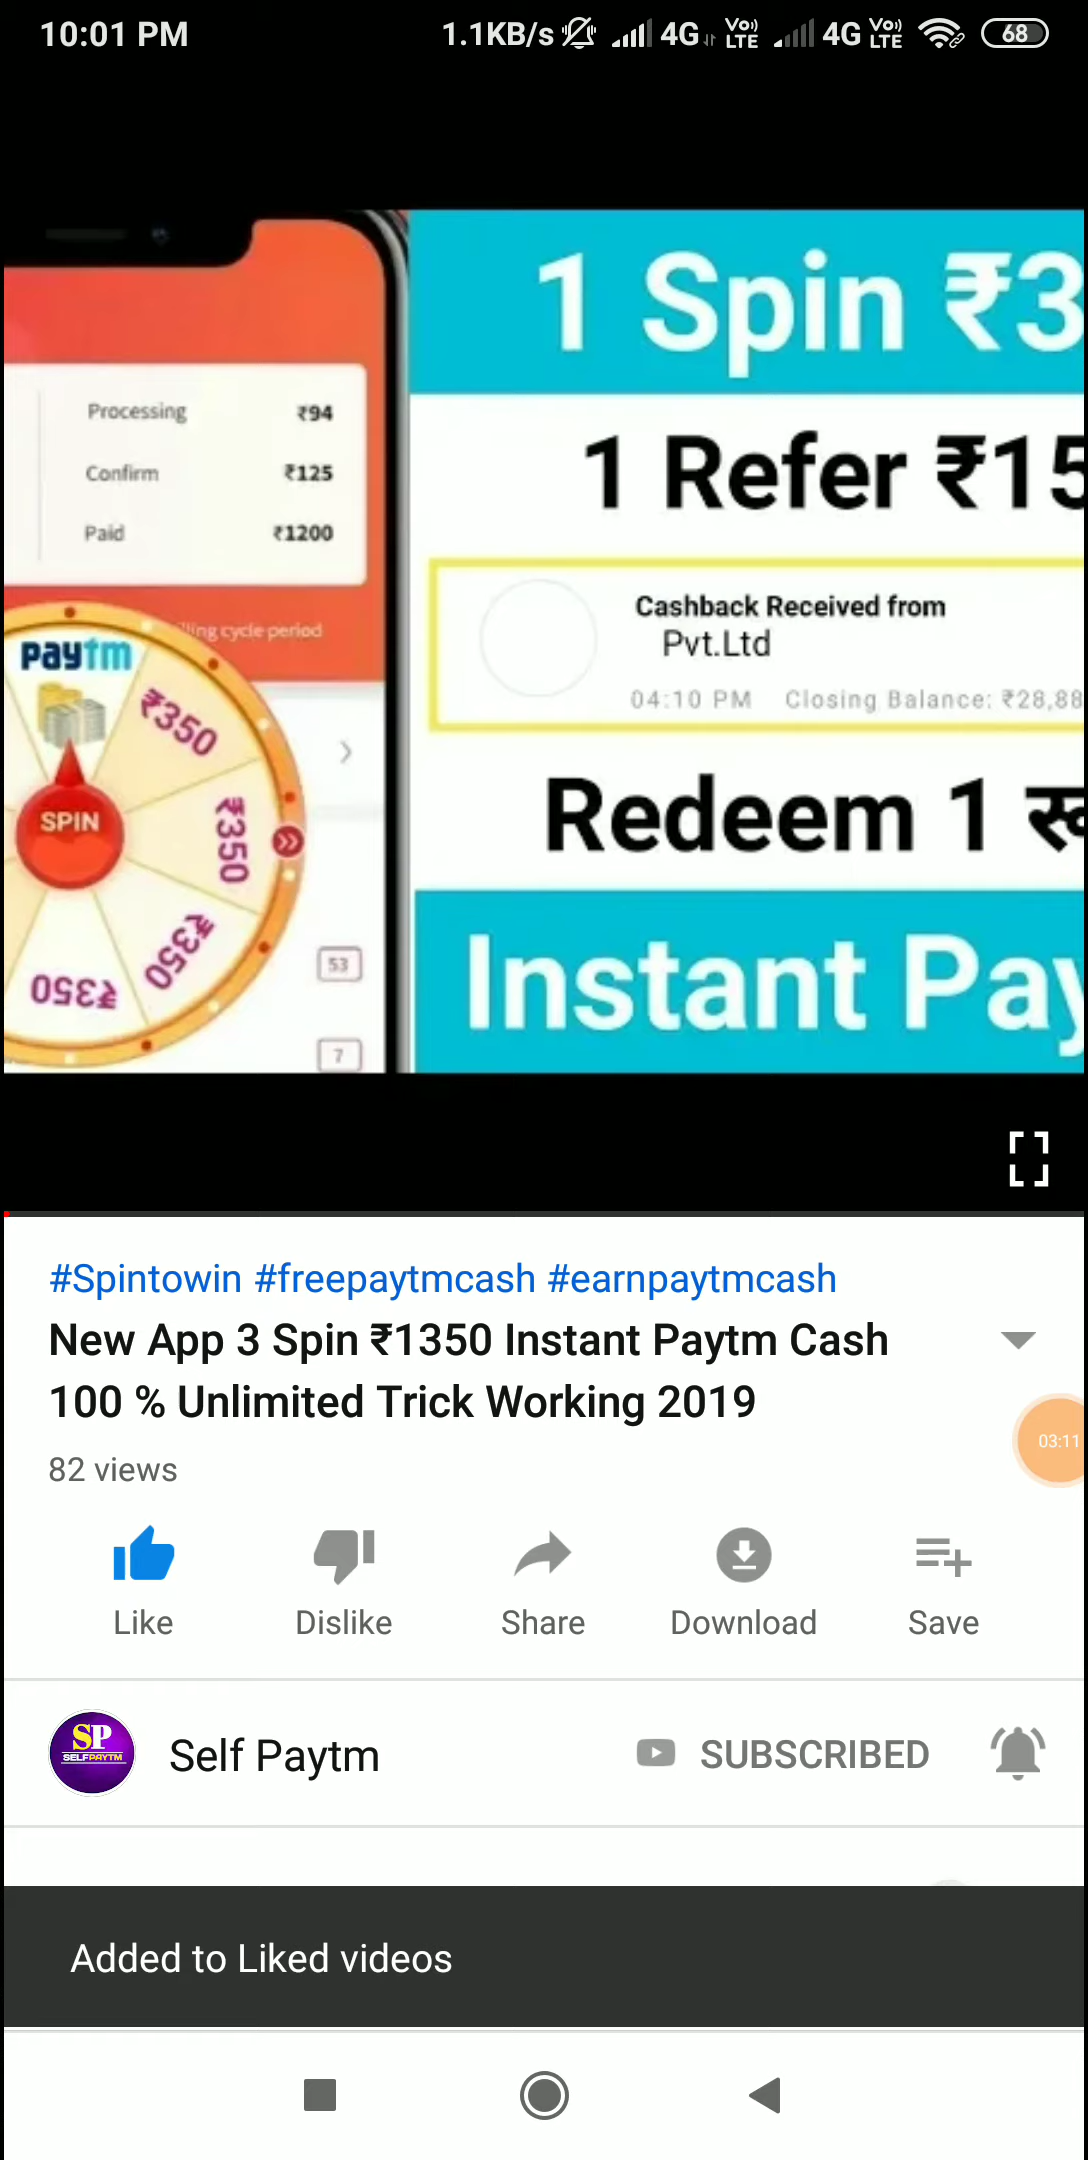 10:01 PM 1.1KB/s 4G VoLTE 4G VoLTE 68
1 Spin ₹3
Processing ₹94
Confirm ₹125
Paid ₹1200
1 Refer ₹15
Cashback Received from
Pvt.Ltd
04:10 PM Closing Balance: ₹28,88
cycle period
paytm
₹350
₹350
₹350
₹350
SPIN
Redeem 1
53
7
Instant Pay
#Spintowin #freepaytmcash #earnpaytmcash
New App 3 Spin ₹1350 Instant Paytm Cash
100 % Unlimited Trick Working 2019
82 views
03:11
Like Dislike Share Download Save
SP
SELFPAYTM
Self Paytm SUBSCRIBED
Added to Liked videos